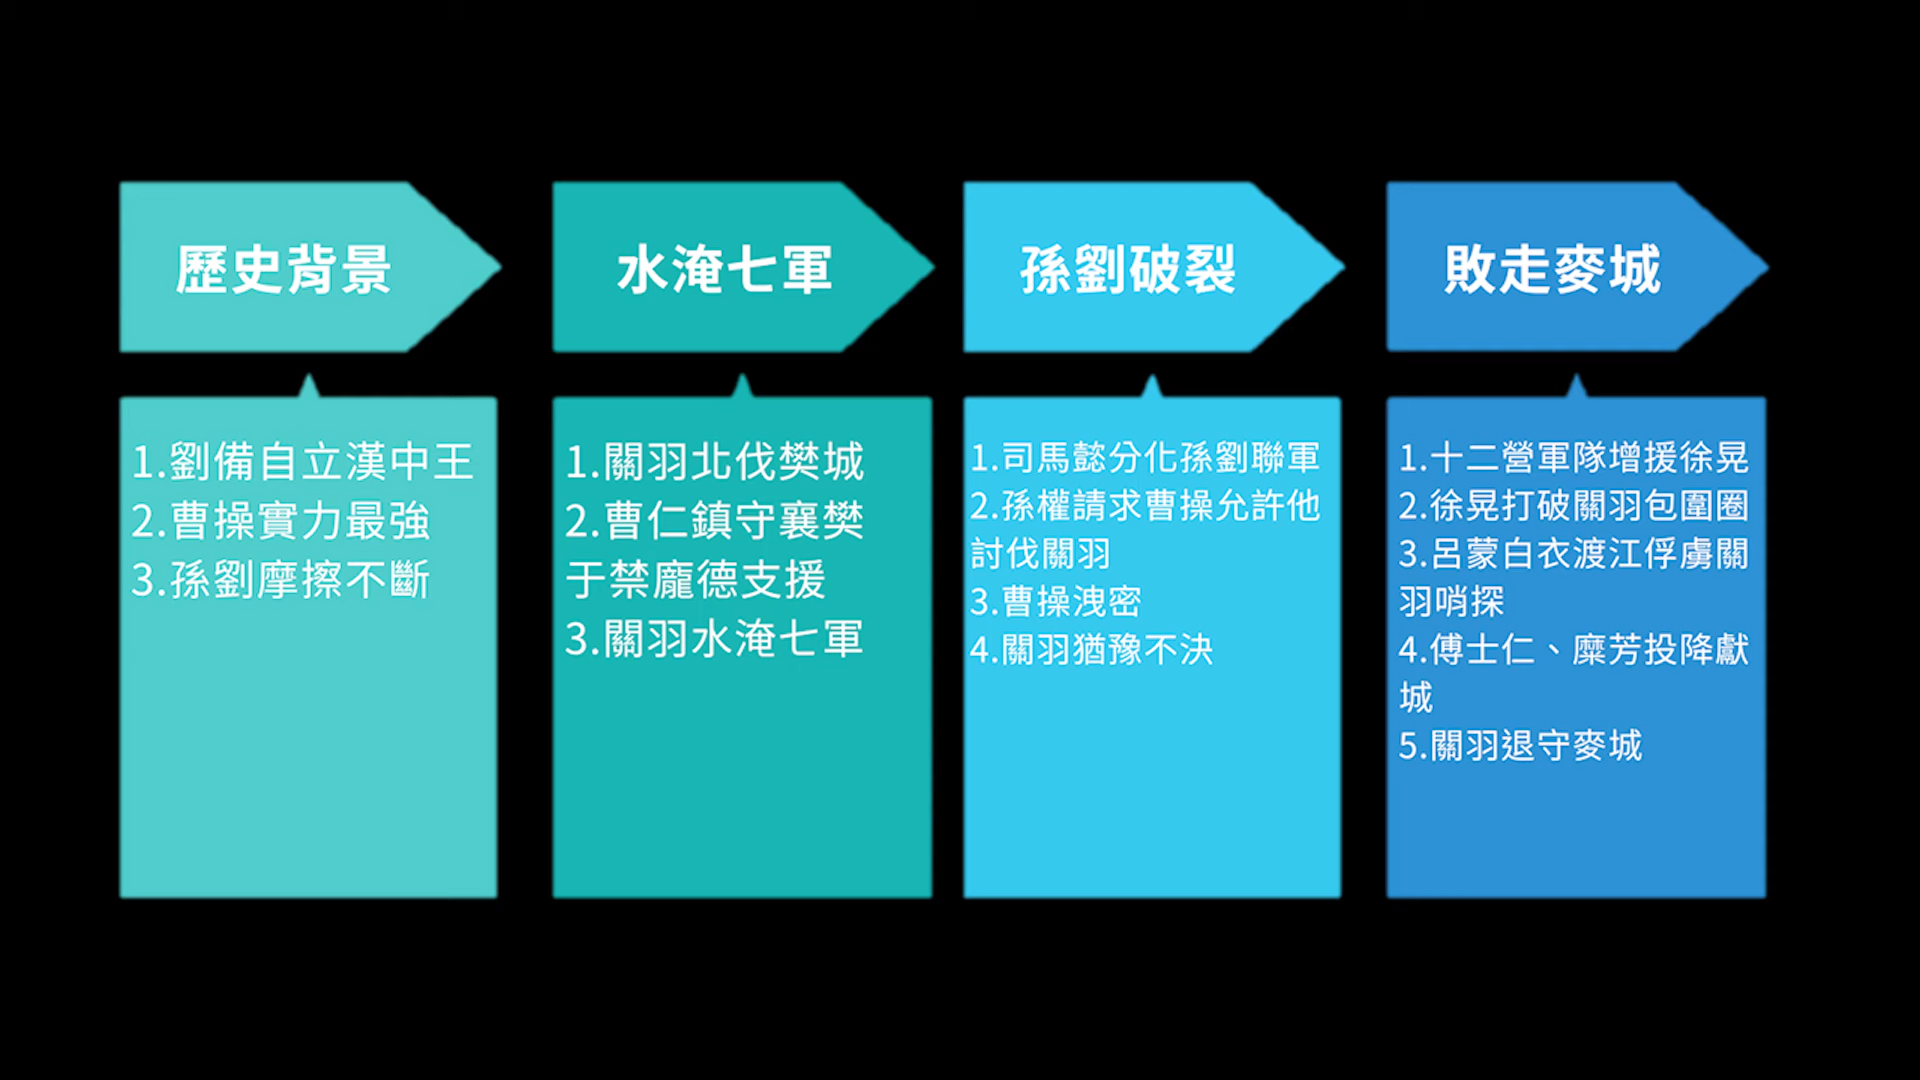 歷史背景
1.劉備自立漢中王
2.曹操實力最強
3.孫劉摩擦不斷
水淹七軍
1.關羽北伐樊城
2.曹仁鎮守襄樊
于禁龐德支援
3.關羽水淹七軍
孫劉破裂
1.司馬懿分化孫劉聯軍
2.孫權請求曹操允許他
討伐關羽
3.曹操洩密
4.關羽猶豫不決
敗走麥城
1.十二營軍隊增援徐晃
2.徐晃打破關羽包圍圈
3.呂蒙白衣渡江俘虜關
羽哨探
4.傅士仁、糜芳投降獻
城
5.關羽退守麥城